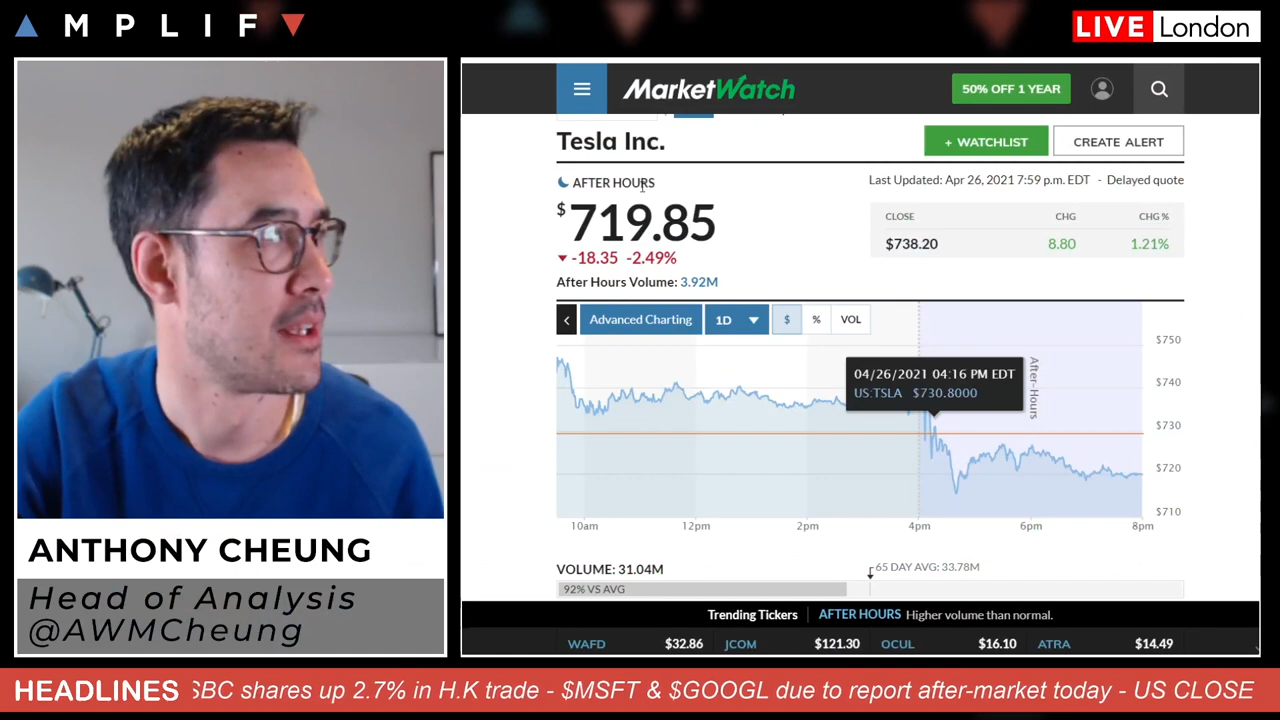 AMPLIFY
LIVE London
MarketWatch
50% OFF 1 YEAR
Tesla Inc.
+ WATCHLIST
CREATE ALERT
AFTER HOURS
Last Updated: Apr 26, 2021 7:59 p.m. EDT - Delayed quote
$719.85
-18.35 -2.49%
After Hours Volume: 3.92M
CLOSE CHG CHG %
$738.20 8.80 1.21%
Advanced Charting 1D $ % VOL
$750
$740
$730
$720
$710
04/26/2021 04:16 PM EDT
US:TSLA $730.8000
After-Hours
10am 12pm 2pm 4pm 6pm 8pm
VOLUME: 31.04M
65 DAY AVG: 33.78M
92% VS AVG
Trending Tickers AFTER HOURS Higher volume than normal.
WAFD $32.86 JCOM $121.30 OCUL $16.10 ATRA $14.49
ANTHONY CHEUNG
Head of Analysis
@AWMCheung
HEADLINES SBC shares up 2.7% in H.K trade - $MSFT & $GOOGL due to report after-market today - US CLOSE